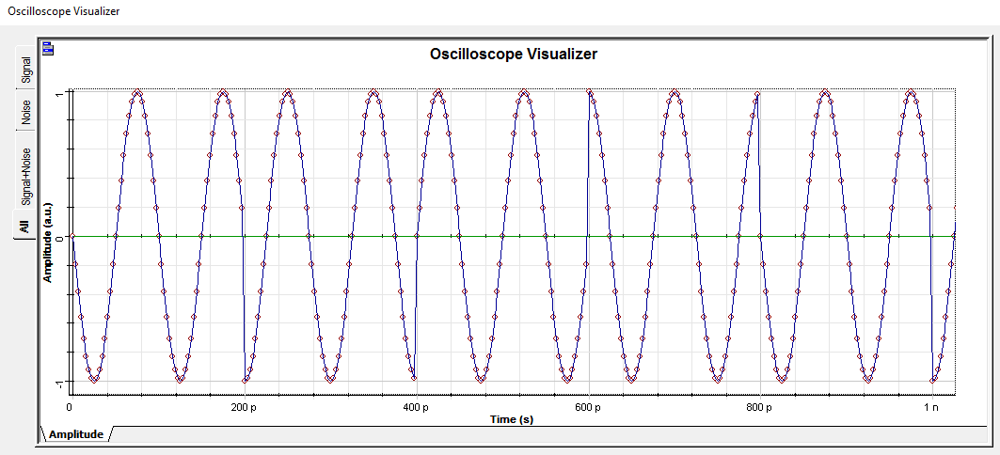 Oscilloscope Visualizer
Oscilloscope Visualizer
Signal
Noise
Signal+Noise
All
Amplitude (a.u.)
1
0
-1
0
200 p
400 p
600 p
800 p
1 n
Time (s)
Amplitude